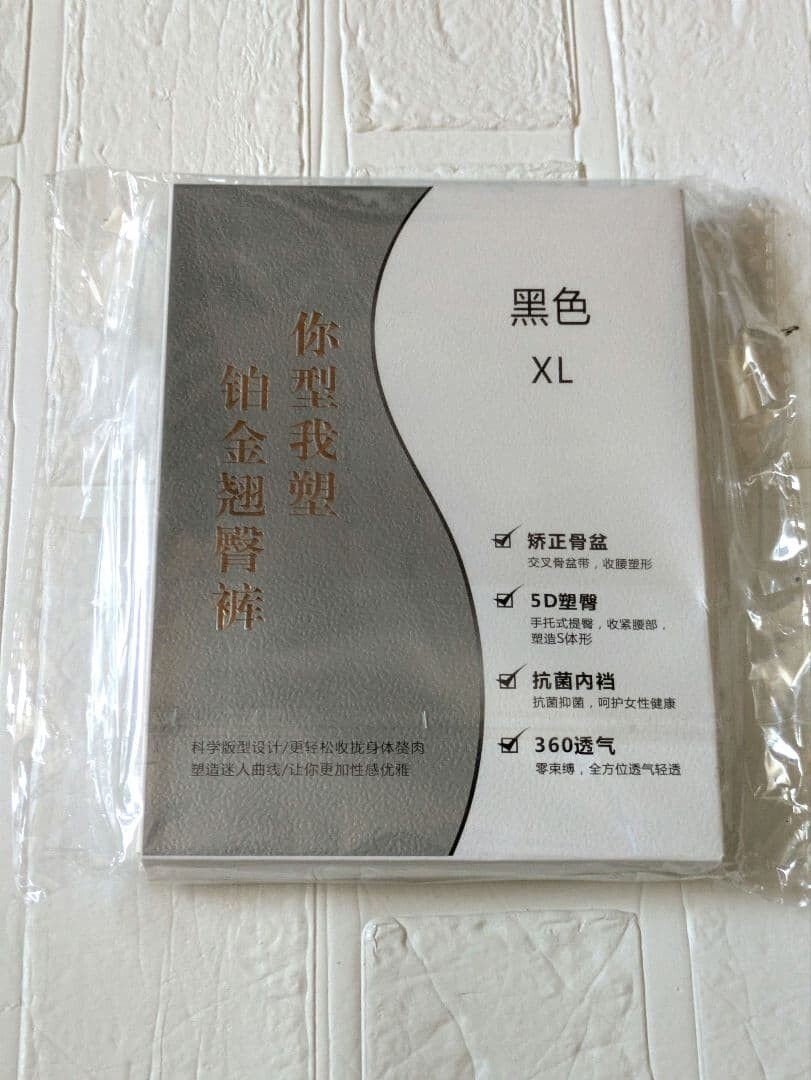 你型我塑
铂金翘臀裤
科学版型设计/更轻松收拢身体赘肉
塑造迷人曲线/让你更加性感优雅
黑色
XL
矫正骨盆
交叉骨盆带，收腰塑形
5D塑臀
手托式提臀，收紧腰部，
塑造S体形
抗菌内裆
抗菌抑菌，呵护女性健康
360透气
零束缚，全方位透气轻透